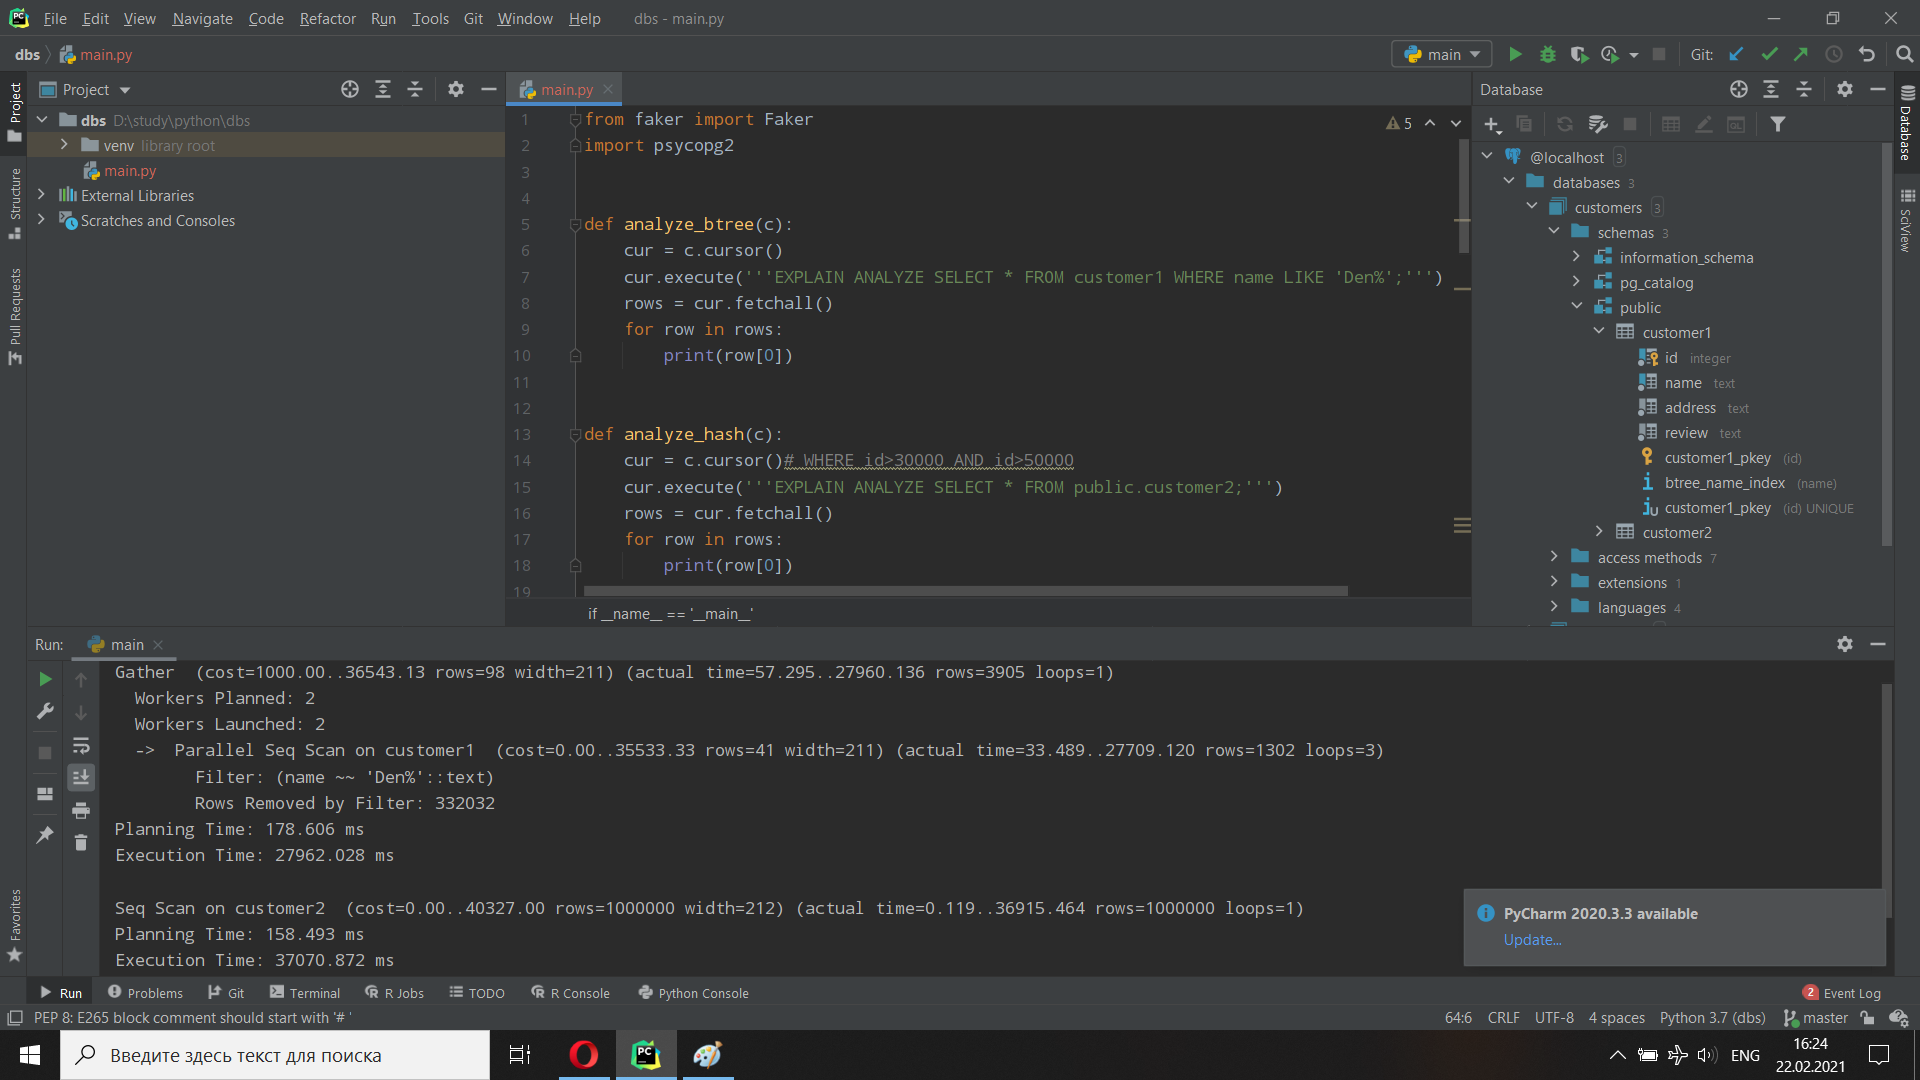 File Edit View Navigate Code Refactor Run Tools Git Window Help dbs - main.py
dbs main.py
main
Git:
Project
main.py
Database
dbs D:\study\python\dbs
venv library root
main.py
External Libraries
Scratches and Consoles
1 from faker import Faker
2 import psycopg2
3
4
5 def analyze_btree(c):
6 cur = c.cursor()
7 cur.execute('''EXPLAIN ANALYZE SELECT * FROM customer1 WHERE name LIKE 'Den%';''')
8 rows = cur.fetchall()
9 for row in rows:
10 print(row[0])
11
12
13 def analyze_hash(c):
14 cur = c.cursor()# WHERE id>30000 AND id>50000
15 cur.execute('''EXPLAIN ANALYZE SELECT * FROM public.customer2;''')
16 rows = cur.fetchall()
17 for row in rows:
18 print(row[0])
19
5
if __name__ == '__main__'
@localhost 3
databases 3
customers 3
schemas 3
information_schema
pg_catalog
public
customer1
id integer
name text
address text
review text
customer1_pkey (id)
btree_name_index (name)
customer1_pkey (id) UNIQUE
customer2
access methods 7
extensions 1
languages 4
Project
Structure
Pull Requests
Favorites
Database
SciView
Run: main
Gather (cost=1000.00..36543.13 rows=98 width=211) (actual time=57.295..27960.136 rows=3905 loops=1)
Workers Planned: 2
Workers Launched: 2
-> Parallel Seq Scan on customer1 (cost=0.00..35533.33 rows=41 width=211) (actual time=33.489..27709.120 rows=1302 loops=3)
Filter: (name ~~ 'Den%'::text)
Rows Removed by Filter: 332032
Planning Time: 178.606 ms
Execution Time: 27962.028 ms
Seq Scan on customer2 (cost=0.00..40327.00 rows=1000000 width=212) (actual time=0.119..36915.464 rows=1000000 loops=1)
Planning Time: 158.493 ms
Execution Time: 37070.872 ms
PyCharm 2020.3.3 available
Update...
Run Problems Git Terminal R Jobs TODO R Console Python Console
2 Event Log
PEP 8: E265 block comment should start with '# '
64:6 CRLF UTF-8 4 spaces Python 3.7 (dbs) master
Введите здесь текст для поиска
PC
ENG
16:24
22.02.2021